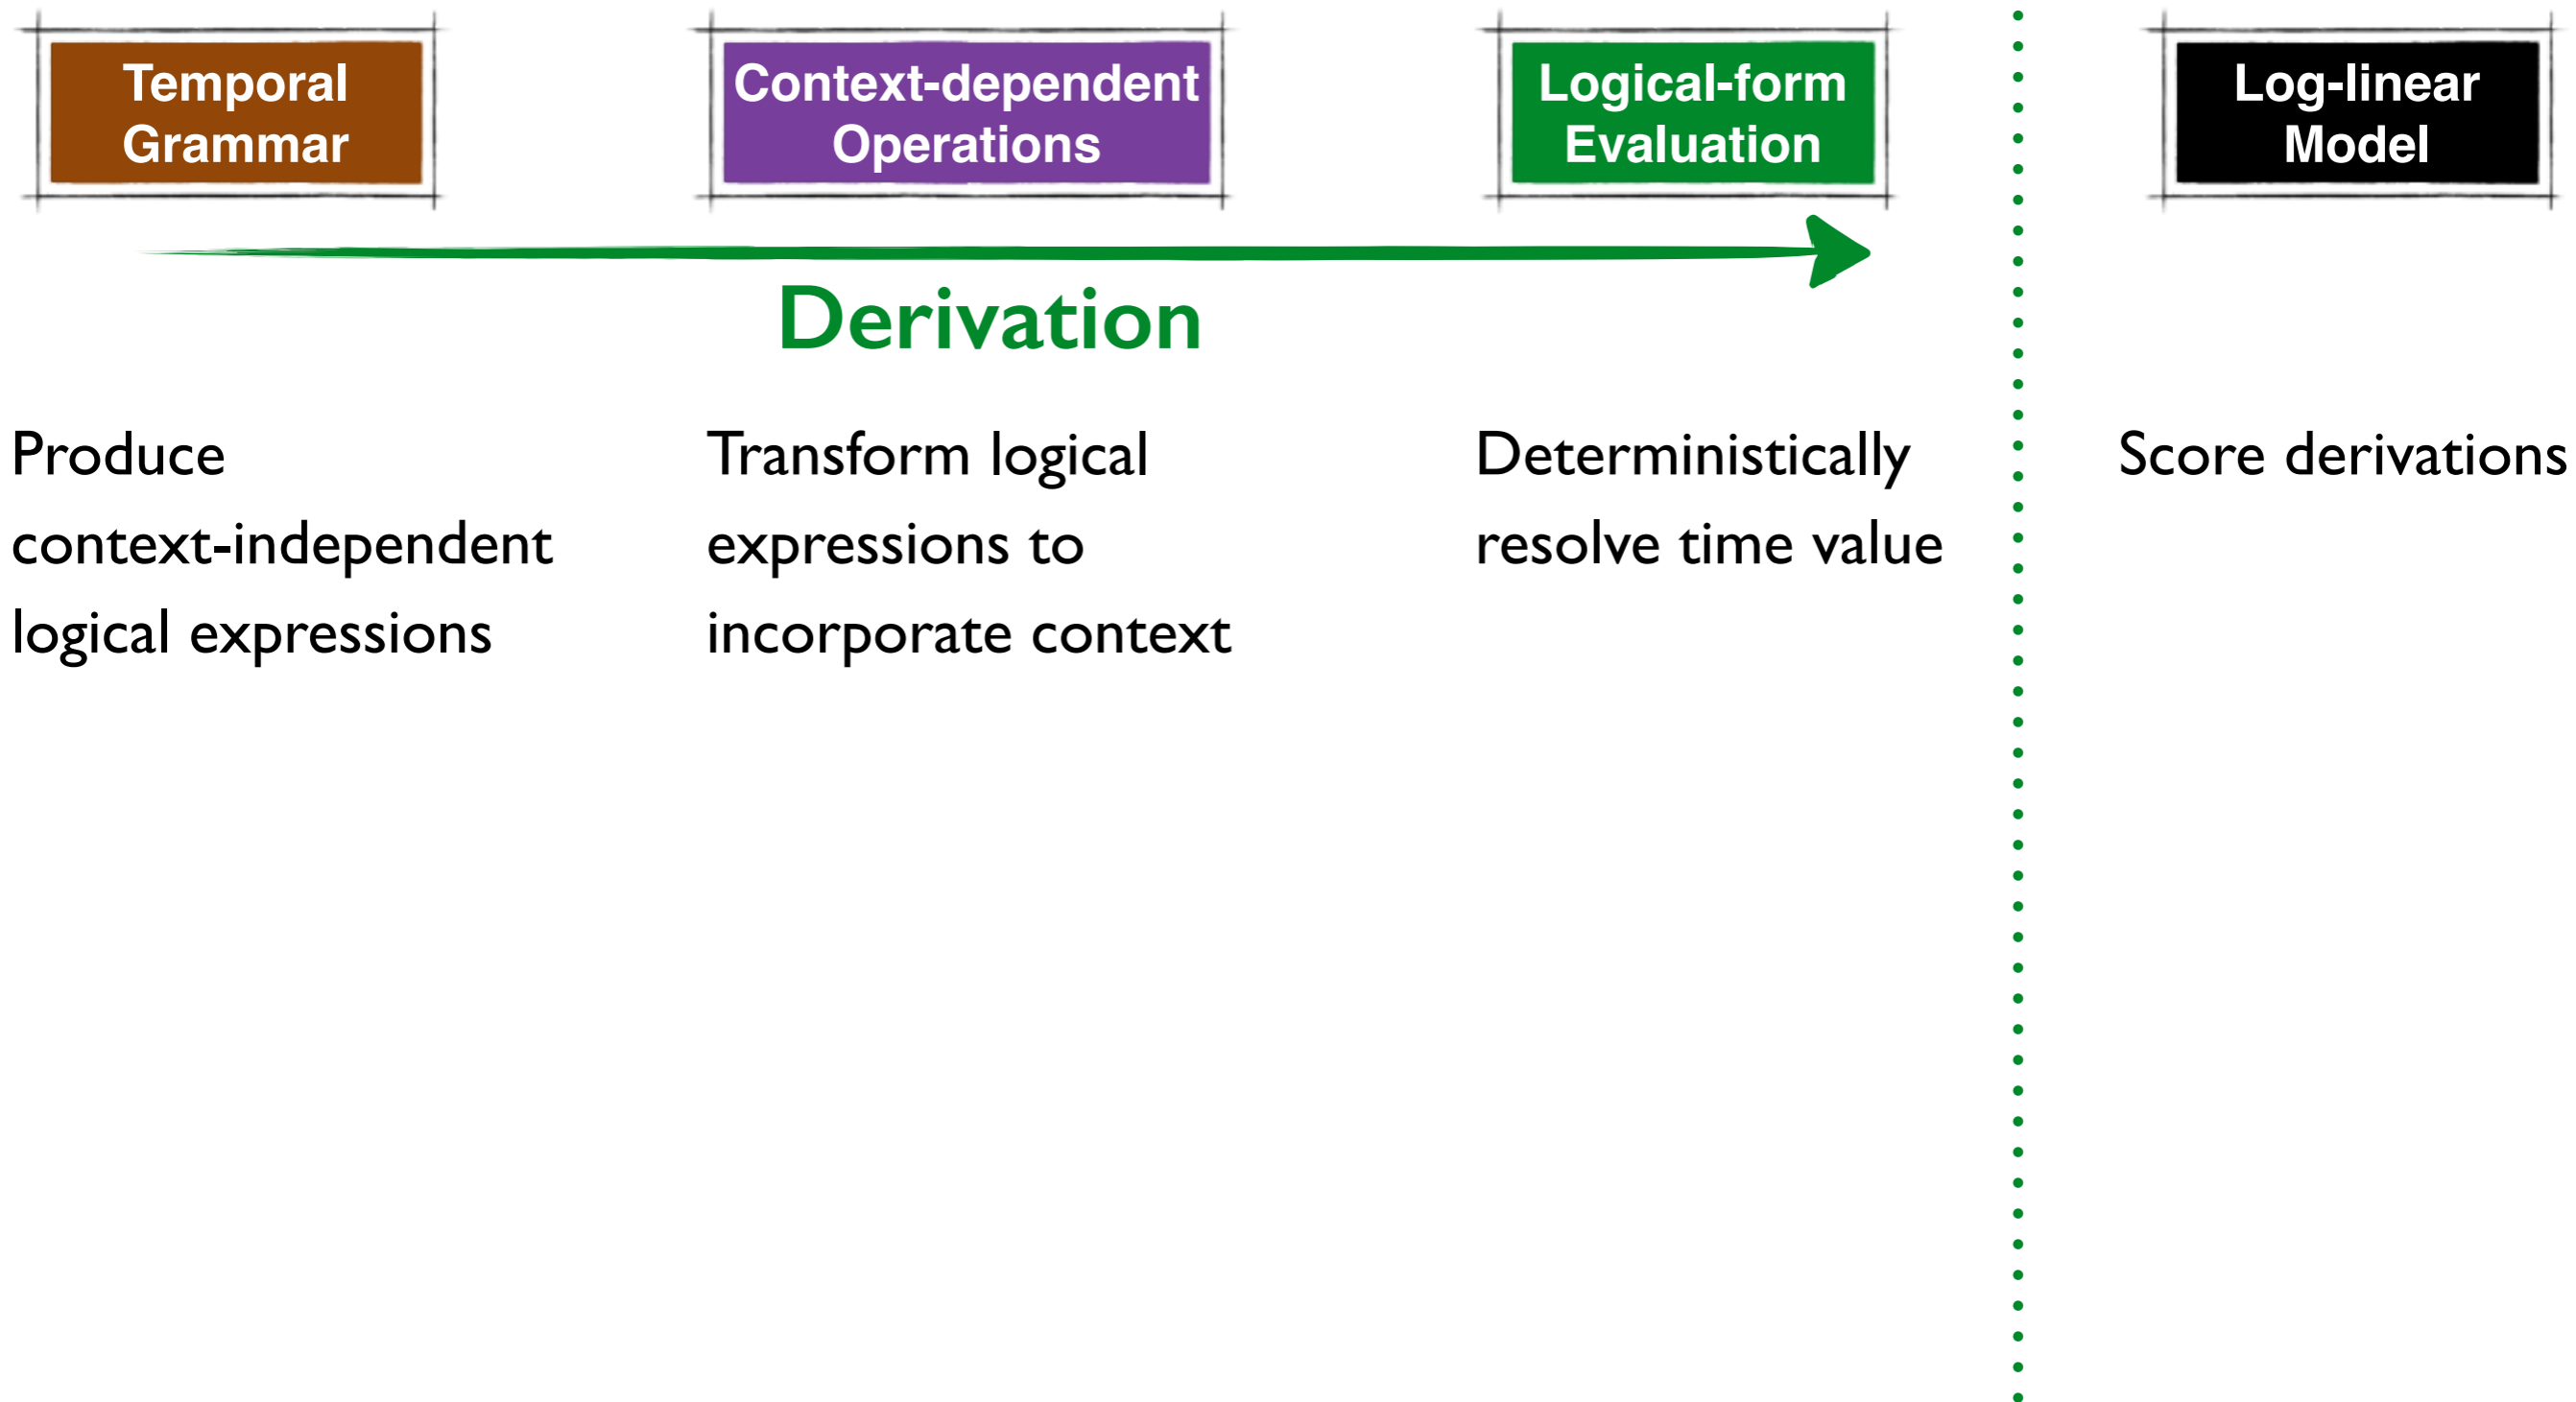 Temporal
Grammar
Context-dependent
Operations
Logical-form
Evaluation
Log-linear
Model
Derivation
Produce
context-independent
logical expressions
Transform logical
expressions to
incorporate context
Deterministically
resolve time value
Score derivations